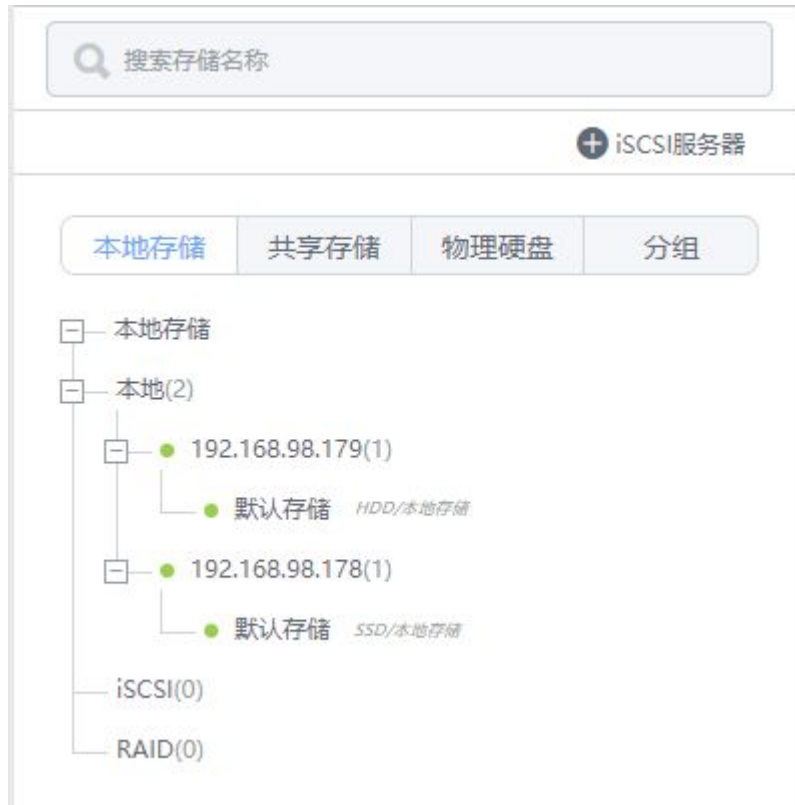 搜索存储名称
iSCSI服务器
本地存储 共享存储 物理硬盘 分组
本地存储
本地(2)
192.168.98.179(1)
默认存储 HDD/本地存储
192.168.98.178(1)
默认存储 SSD/本地存储
iSCSI(0)
RAID(0)